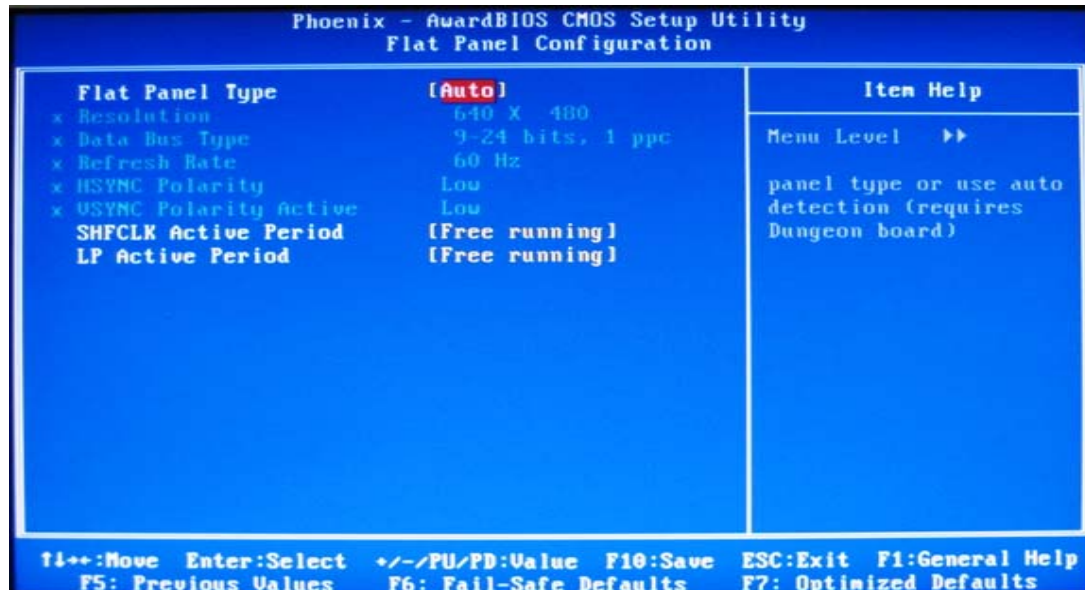 Phoenix - AwardBIOS CMOS Setup Utility
Flat Panel Configuration
Flat Panel Type [Auto]
x Resolution 640 X 480
x Data Bus Type 9-24 bits, 1 ppc
x Refresh Rate 60 Hz
x HSYNC Polarity Low
x VSYNC Polarity Active Low
SHFCLK Active Period [Free running]
LP Active Period [Free running]
Item Help
Menu Level ▸▸
panel type or use auto
detection (requires
Dungeon board)
↑↓→←:Move Enter:Select +/-/PU/PD:Value F10:Save ESC:Exit F1:General Help
F5: Previous Values F6: Fail-Safe Defaults F7: Optimized Defaults